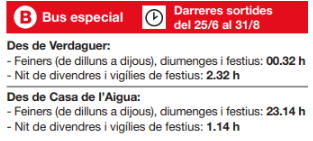 B Bus especial
Darreres sortides
del 25/6 al 31/8
Des de Verdaguer:
- Feiners (de dilluns a dijous), diumenges i festius: 00.32 h
- Nit de divendres i vigílies de festius: 2.32 h
Des de Casa de l'Aigua:
- Feiners (de dilluns a dijous), diumenges i festius: 23.14 h
- Nit de divendres i vigílies de festius: 1.14 h